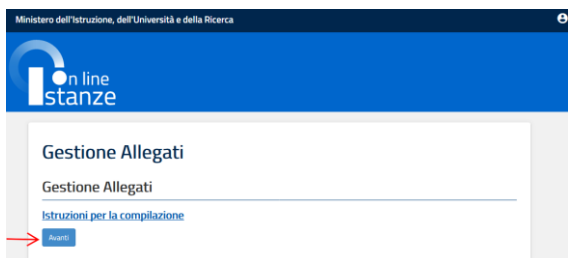 Ministero dell'Istruzione, dell'Università e della Ricerca
on line
Istanze
Gestione Allegati
Gestione Allegati
Istruzioni per la compilazione
Avanti